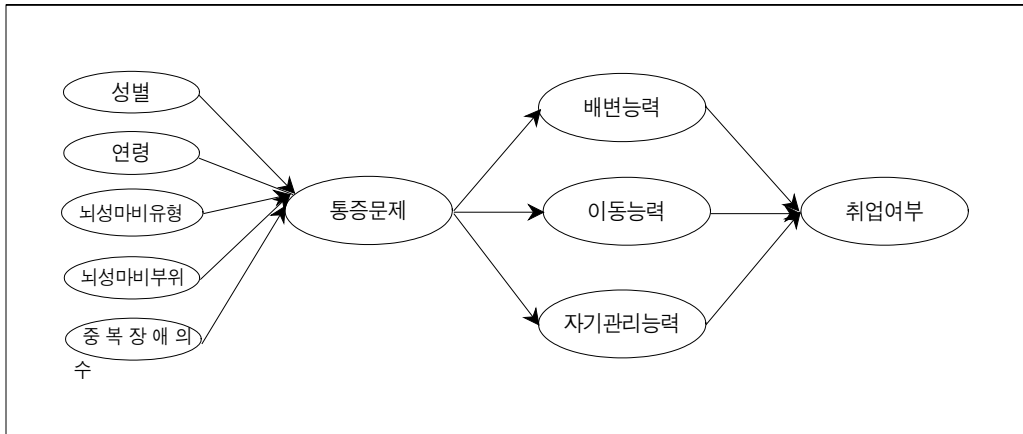 성별
연령
뇌성마비유형
뇌성마비부위
중 복 장 애 의
수
통증문제
배변능력
이동능력
자기관리능력
취업여부